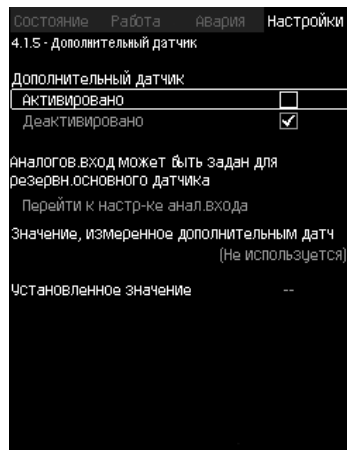 Состояние Работа Авария Настройки
4.1.5 - Дополнительный датчик
Дополнительный датчик
Активировано
Деактивировано
Аналогов.вход может быть задан для
резервн.основного датчика
Перейти к настр-ке анал.входа
Значение, измеренное дополнительным датч
(Не используется)
Установленное значение --